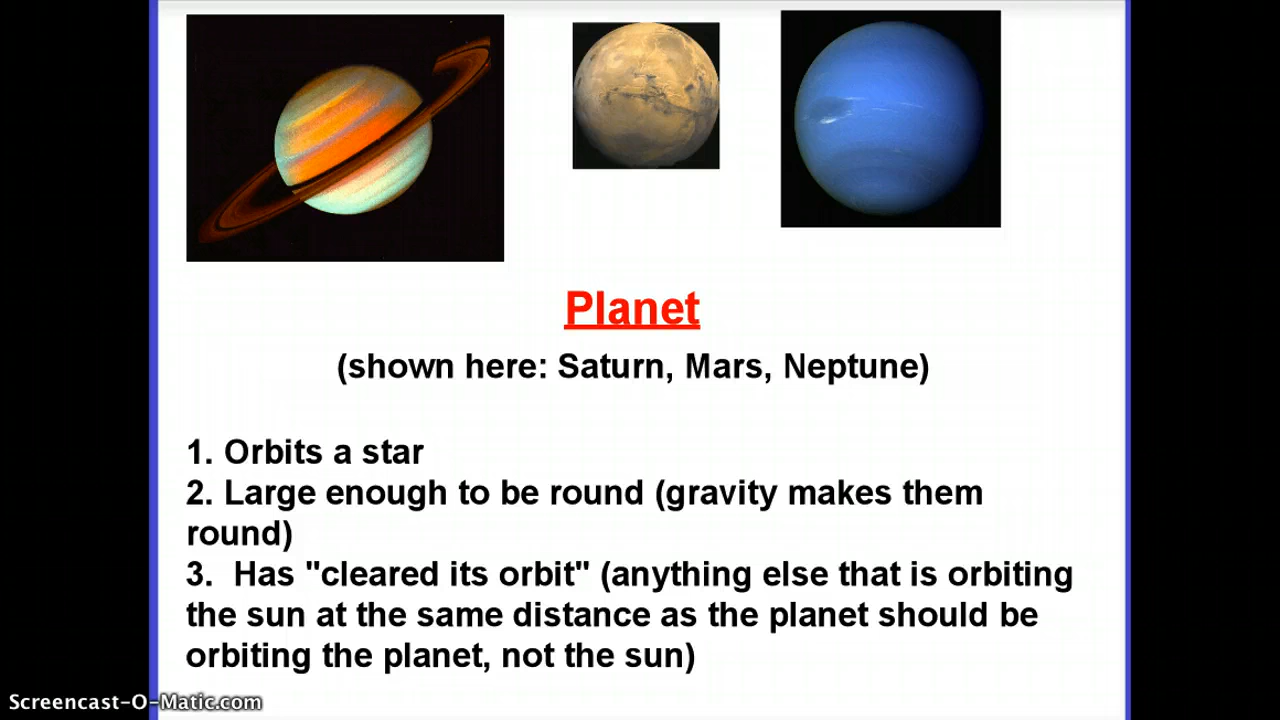 Planet
(shown here: Saturn, Mars, Neptune)
1. Orbits a star
2. Large enough to be round (gravity makes them
round)
3.  Has "cleared its orbit" (anything else that is orbiting
the sun at the same distance as the planet should be
orbiting the planet, not the sun)
Screencast-O-Matic.com